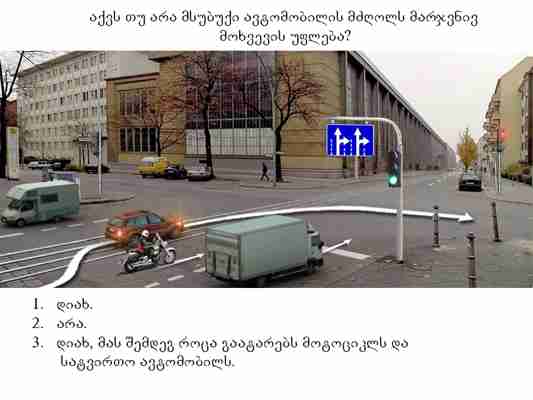 აქვს თუ არა მსუბუქი ავტომობილის მძღოლს მარჯვნივ
მოხვევის უფლება?
1. დიახ.
2. არა.
3. დიახ, მას შემდეგ როცა გაატარებს მოტოციკლს და
სატვირთო ავტომობილს.